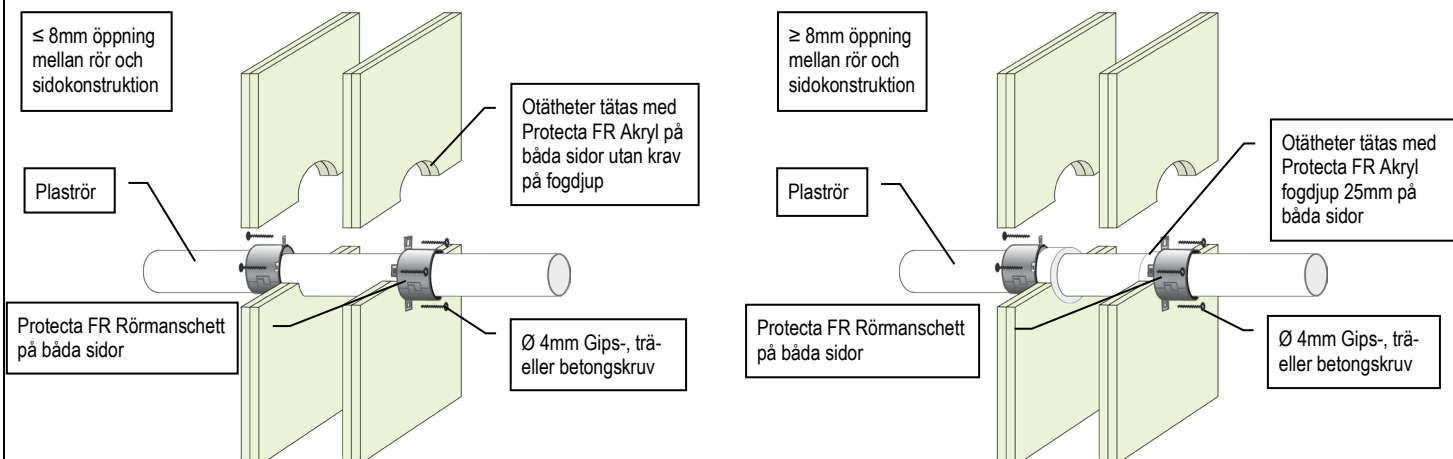 ≤ 8mm öppning
mellan rör och
sidokonstruktion
Otätheter tätas med
Protecta FR Akryl på
båda sidor utan krav
på fogdjup
Plaströr
Protecta FR Rörmanschett
på båda sidor
Ø 4mm Gips-, trä-
eller betongskruv
≥ 8mm öppning
mellan rör och
sidokonstruktion
Otätheter tätas med
Protecta FR Akryl
fogdjup 25mm på
båda sidor
Plaströr
Protecta FR Rörmanschett
på båda sidor
Ø 4mm Gips-, trä-
eller betongskruv